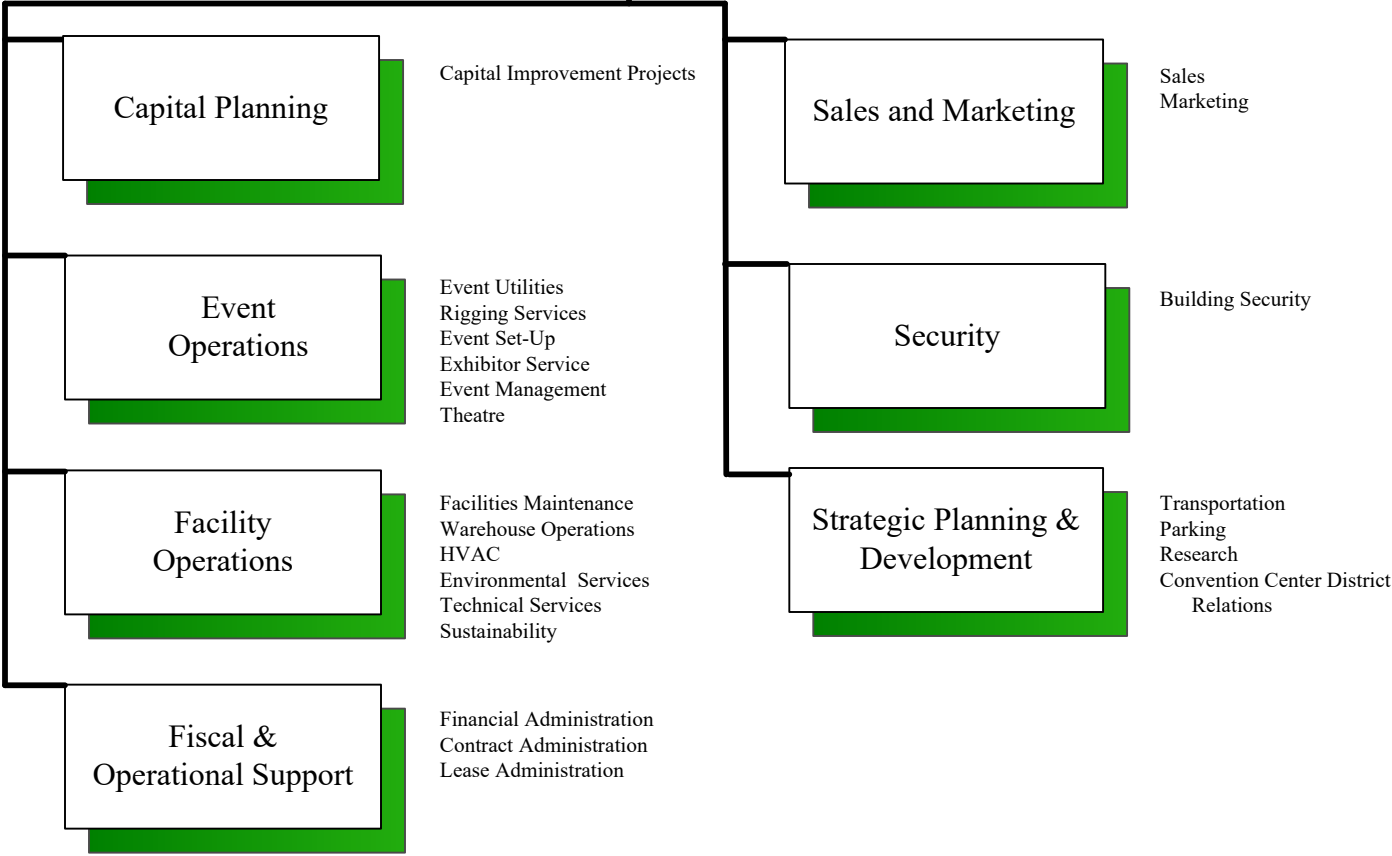 Capital Planning
Capital Improvement Projects
Event
Operations
Event Utilities
Rigging Services
Event Set-Up
Exhibitor Service
Event Management
Theatre
Facility
Operations
Facilities Maintenance
Warehouse Operations
HVAC
Environmental  Services
Technical Services
Sustainability
Fiscal &
Operational Support
Financial Administration
Contract Administration
Lease Administration
Sales and Marketing
Sales
Marketing
Security
Building Security
Strategic Planning &
Development
Transportation
Parking
Research
Convention Center District
Relations